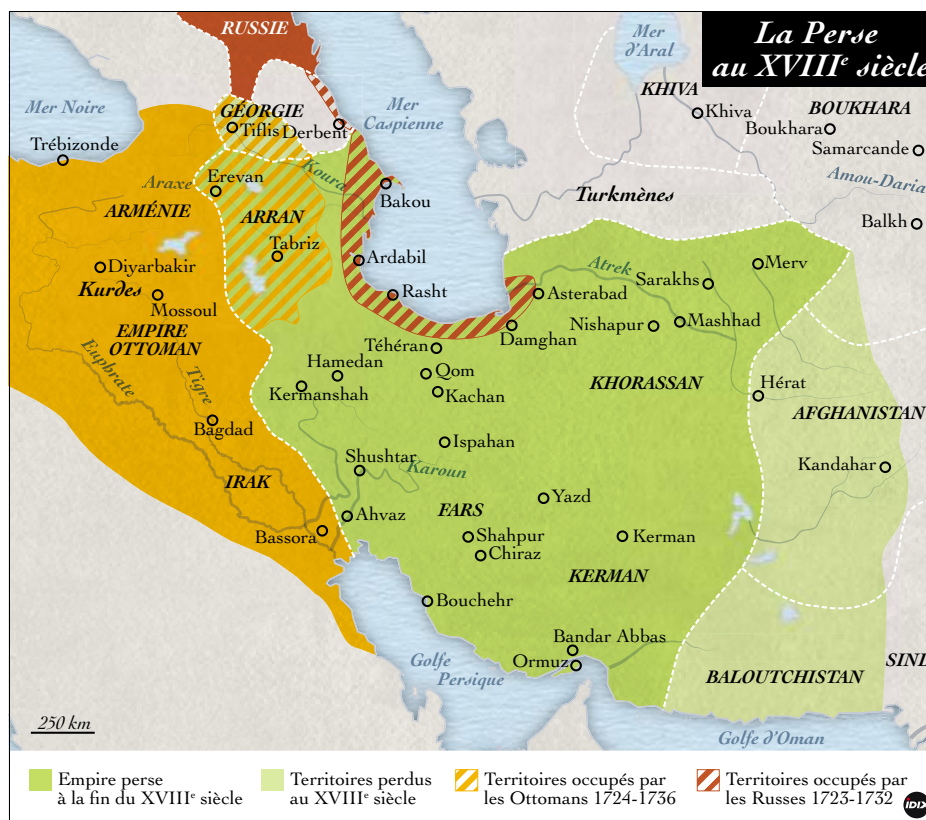 La Perse
au XVIIIe siècle
RUSSIE
Mer
d'Aral
KHIVA
Khiva
BOUKHARA
Boukhara
Samarcande
Mer Noire
GÉORGIE
Tiflis
Derbent
Mer
Caspienne
Trébizonde
Koura
Turkmènes
Amou-Daria
Araxe
Erevan
Bakou
ARMÉNIE
ARRAN
Balkh
Tabriz
Ardabil
Diyarbakir
Kurdes
Mossoul
Rasht
Atrek
Asterabad
Sarakhs
Merv
EMPIRE
OTTOMAN
Damghan
Nishapur
Mashhad
Téhéran
Euphrate
Tigre
Hamedan
Kermanshah
Qom
Kachan
KHORASSAN
Hérat
AFGHANISTAN
Bagdad
Ispahan
Shushtar
Karoun
Kandahar
IRAK
Ahvaz
FARS
Yazd
Bassora
Shahpur
Chiraz
Kerman
KERMAN
Bouchehr
Bandar Abbas
Ormuz
Golfe
Persique
BALOUTCHISTAN
SIND
250 km
Golfe d'Oman
Empire perse
à la fin du XVIIIe siècle
Territoires perdus
au XVIIIe siècle
Territoires occupés par
les Ottomans 1724-1736
Territoires occupés par
les Russes 1723-1732
IDIX